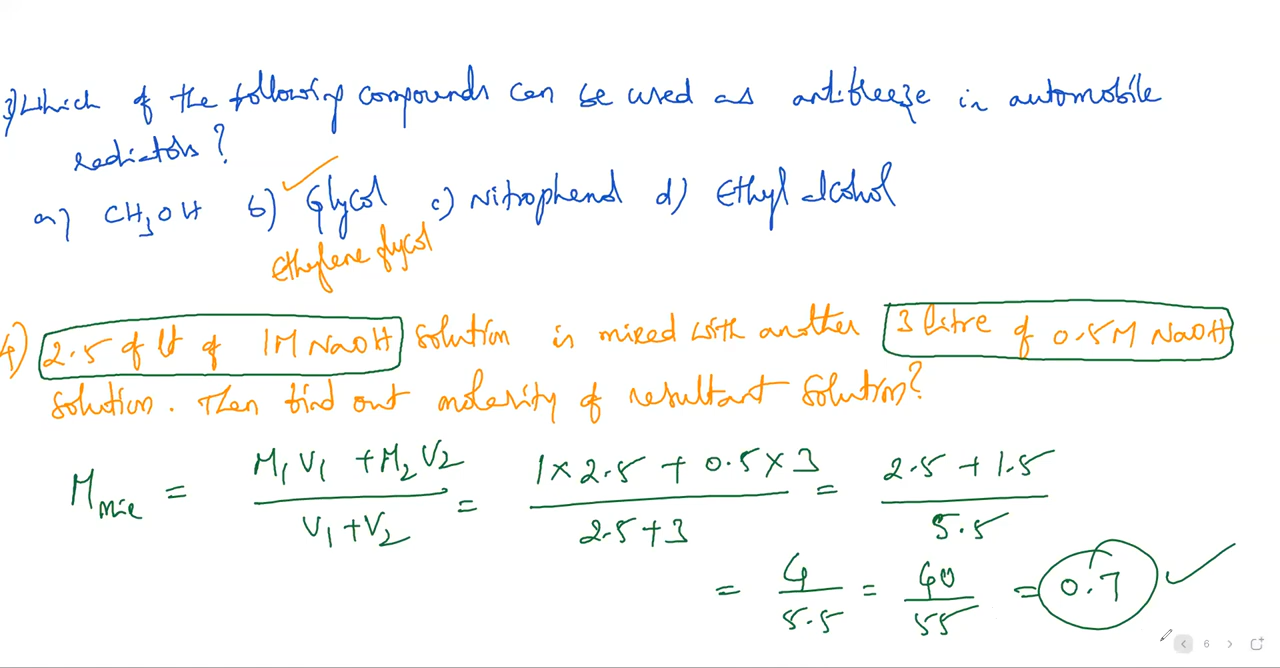 3) Which of the following compounds can be used as antifreeze in automobile
radiators?
a) CH3OH b) Glycol c) Nitrophenol d) Ethyl alcohol
Ethylene glycol
4) 2.5 of lt of 1M NaOH solution is mixed with another 3 litre of 0.5M NaOH
solution. Then find out molarity of resultant solution?
Mmix = M1V1 + M2V2 / V1 + V2 = 1 × 2.5 + 0.5 × 3 / 2.5 + 3 = 2.5 + 1.5 / 5.5
= 4 / 5.5 = 40 / 55 = 0.7
6